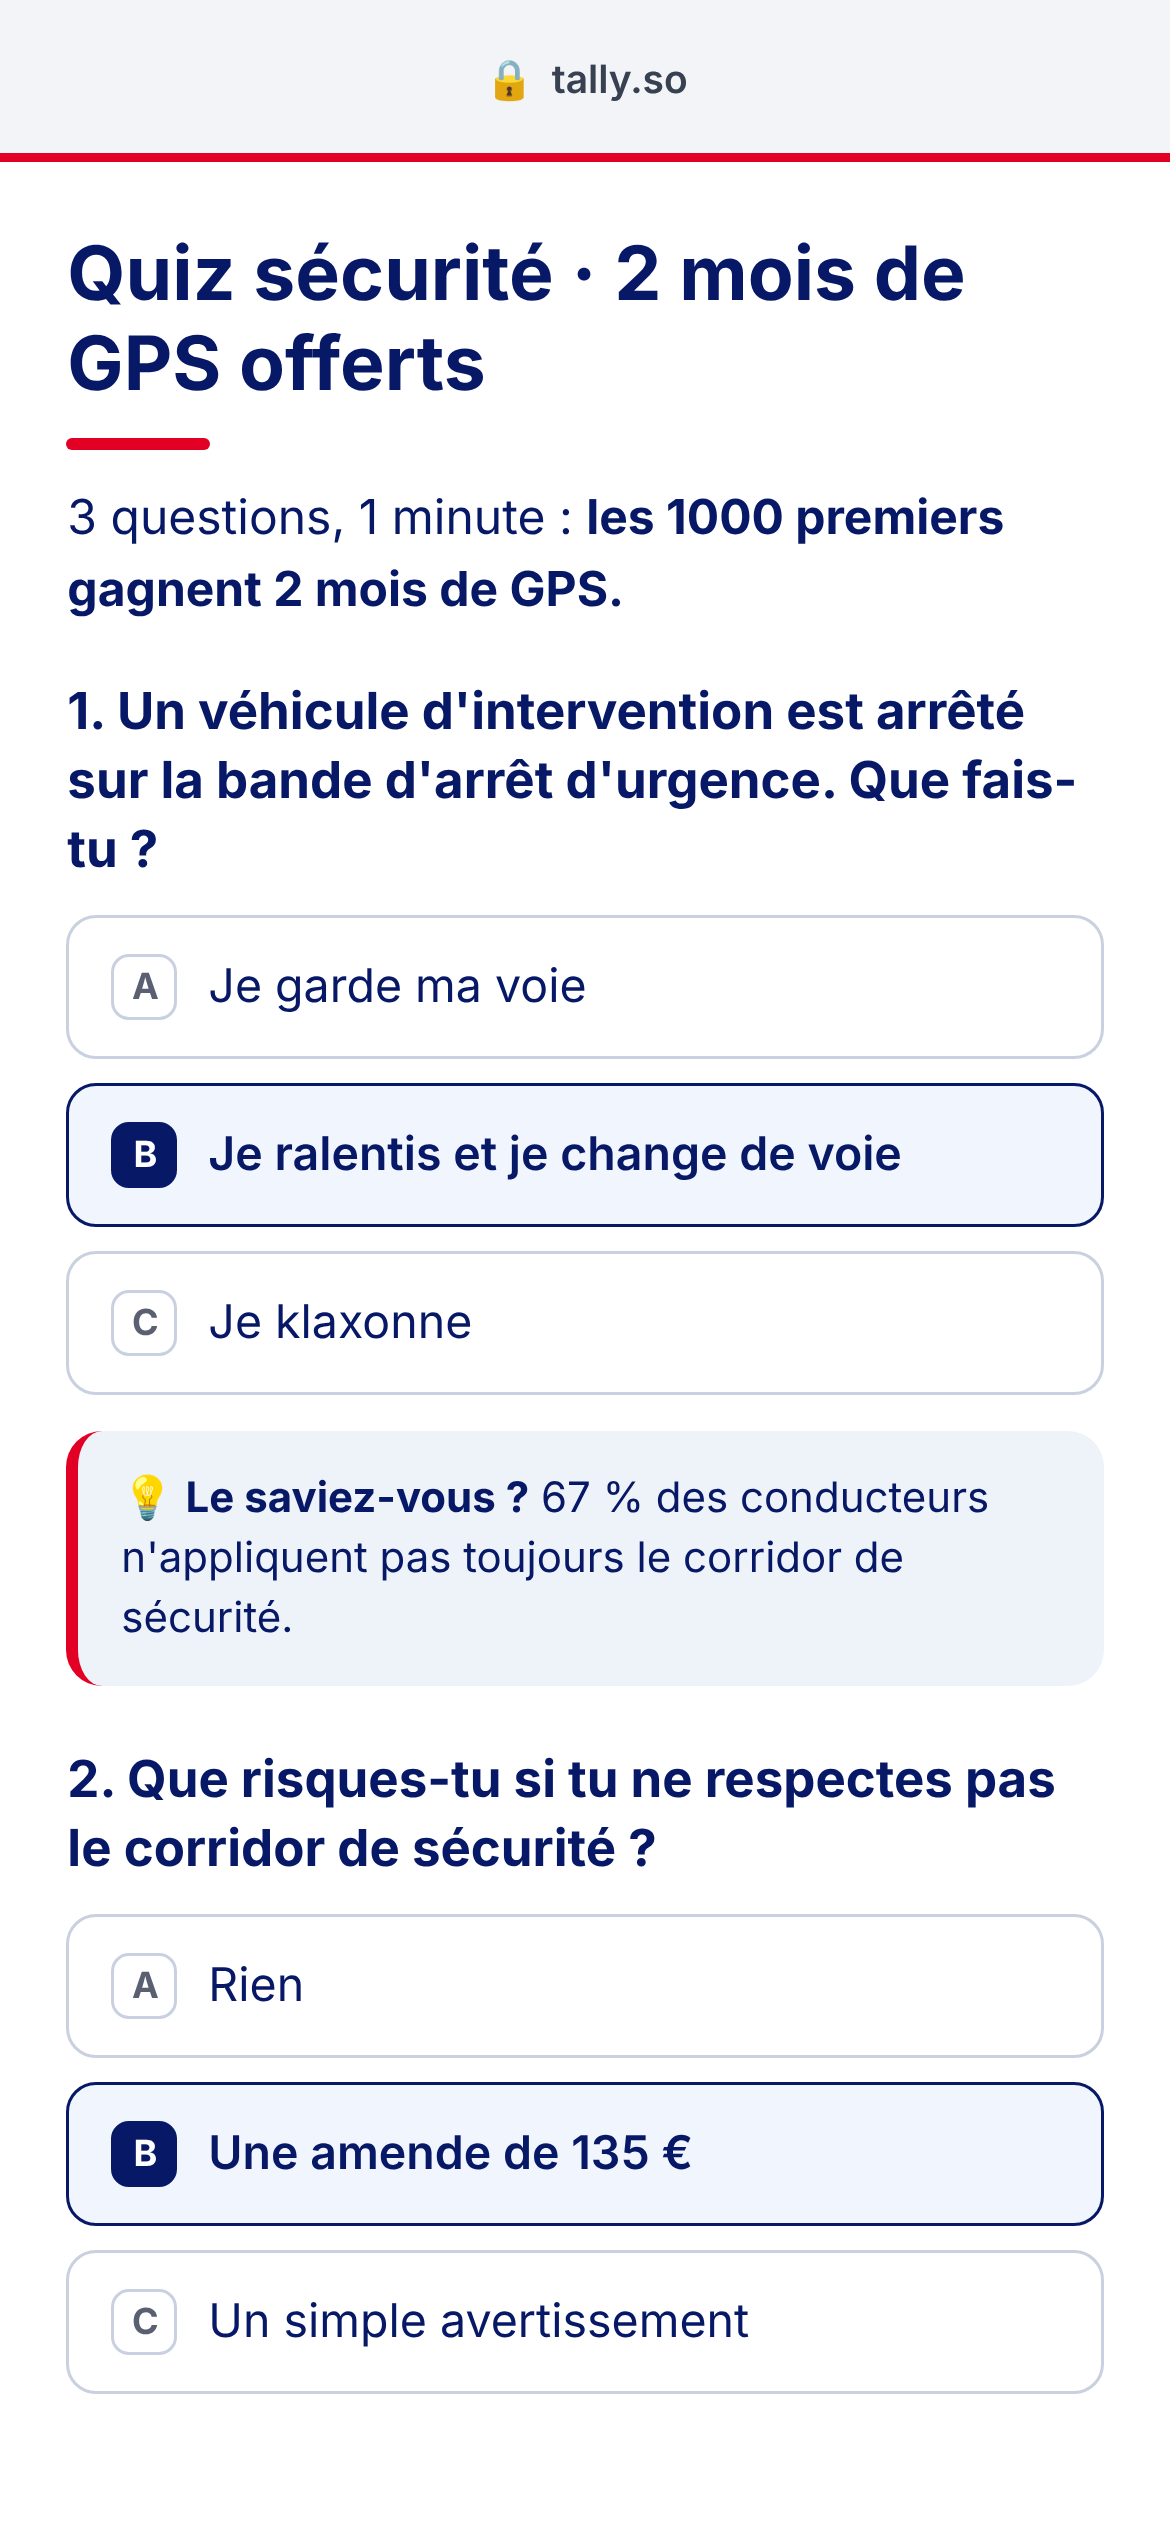 🔒 tally.so
Quiz sécurité · 2 mois de
GPS offerts
3 questions, 1 minute : les 1000 premiers
gagnent 2 mois de GPS.
1. Un véhicule d'intervention est arrêté
sur la bande d'arrêt d'urgence. Que fais-
tu ?
A Je garde ma voie
B Je ralentis et je change de voie
C Je klaxonne
💡 Le saviez-vous ? 67 % des conducteurs
n'appliquent pas toujours le corridor de
sécurité.
2. Que risques-tu si tu ne respectes pas
le corridor de sécurité ?
A Rien
B Une amende de 135 €
C Un simple avertissement